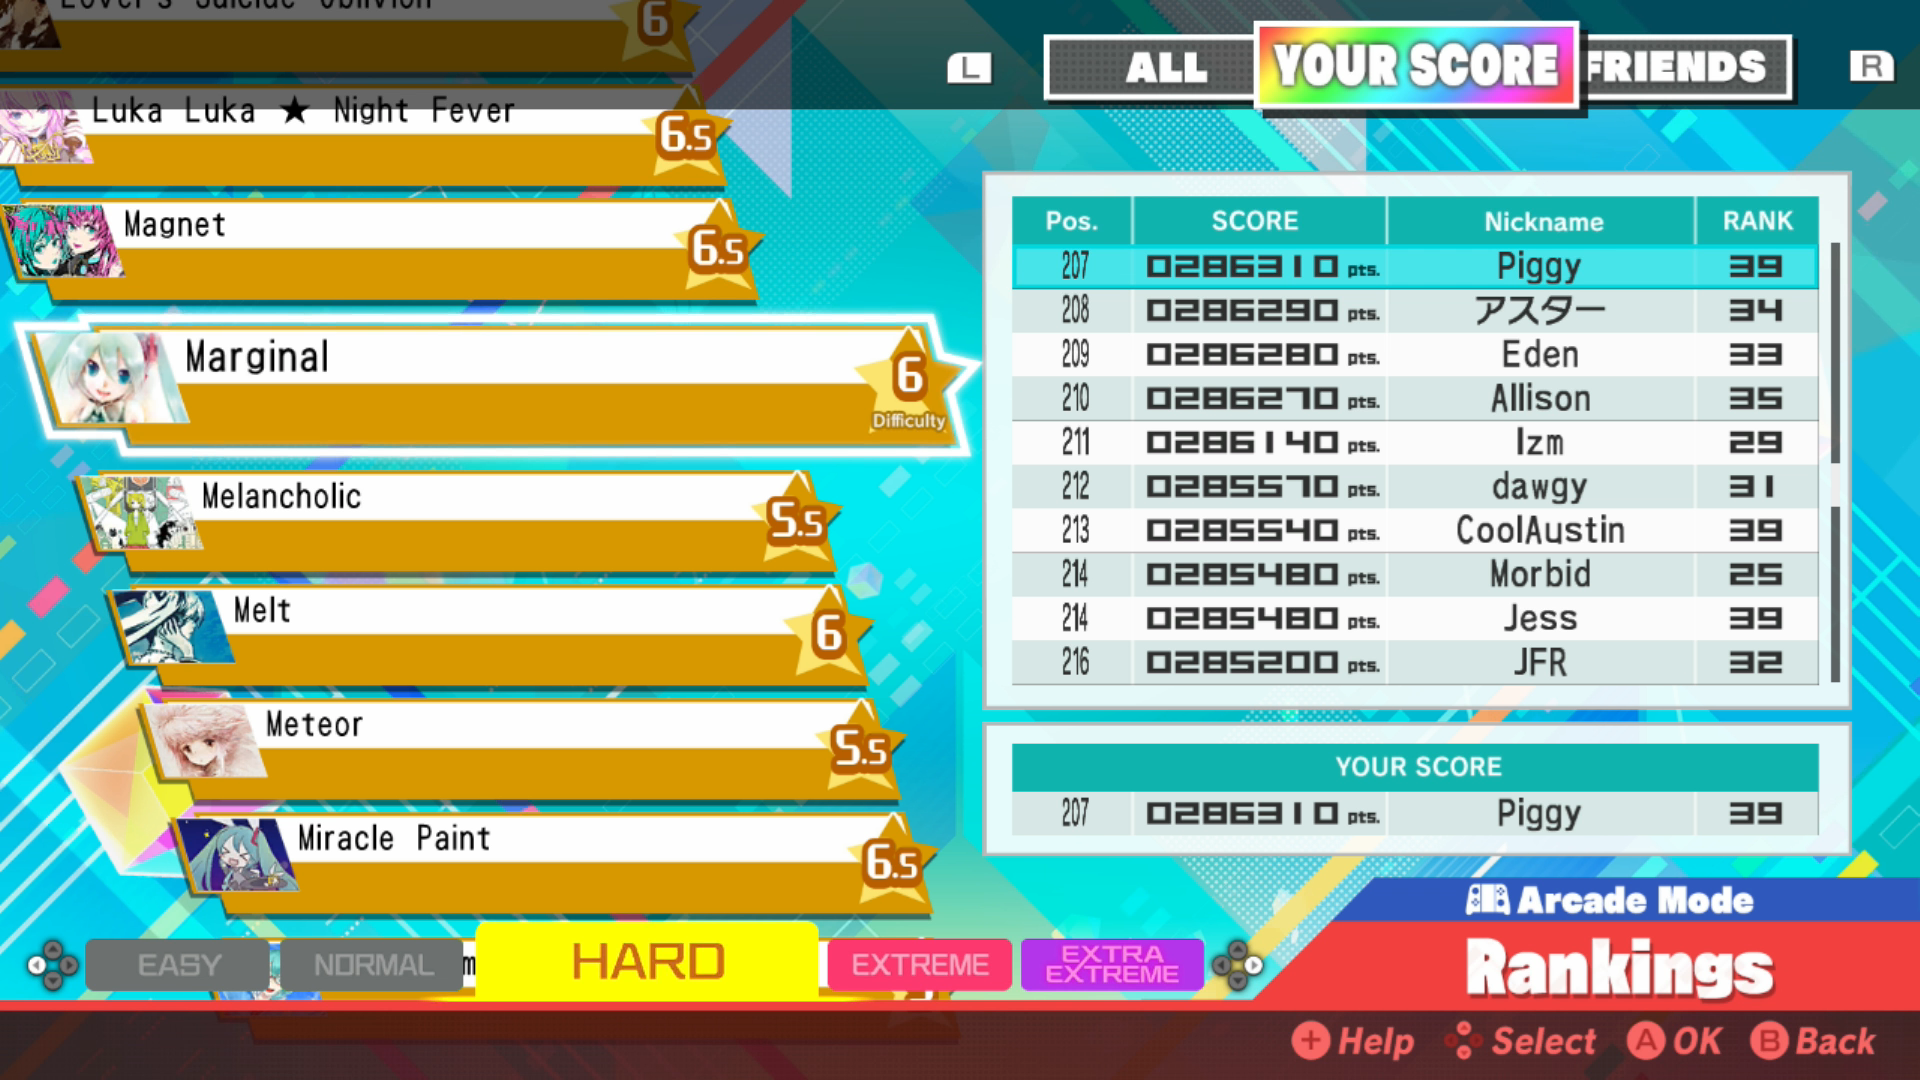 Lover's Suicide Oblivion
6
Luka Luka ★ Night Fever
6.5
Magnet
6.5
Marginal
6
Difficulty
Melancholic
5.5
Melt
6
Meteor
5.5
Miracle Paint
6.5
L
ALL
YOUR SCORE
FRIENDS
R
Pos. SCORE Nickname RANK
207 0286310 pts. Piggy 39
208 0286290 pts. アスター 34
209 0286280 pts. Eden 33
210 0286270 pts. Allison 35
211 0286140 pts. Izm 29
212 0285570 pts. dawgy 31
213 0285540 pts. CoolAustin 39
214 0285480 pts. Morbid 25
214 0285480 pts. Jess 39
216 0285200 pts. JFR 32
YOUR SCORE
207 0286310 pts. Piggy 39
Arcade Mode
Rankings
EASY
NORMAL
HARD
EXTREME
EXTRA
EXTREME
+ Help
Select
A OK
B Back